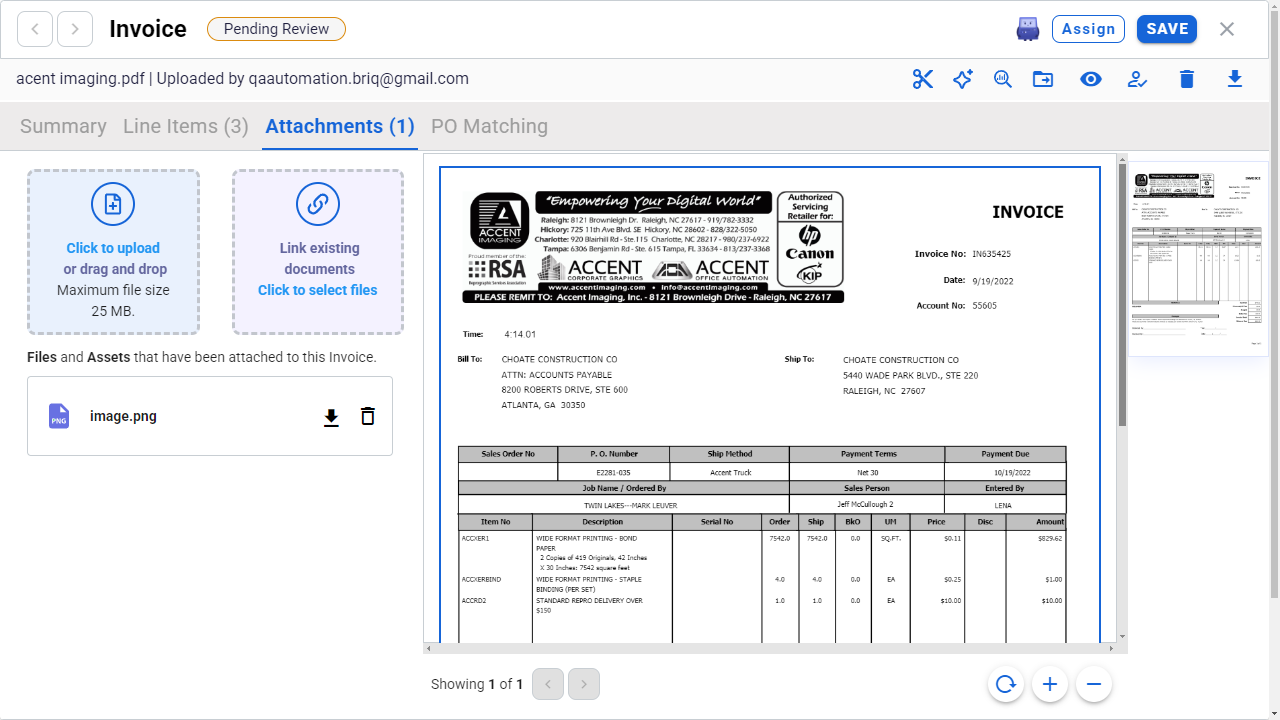 Invoice
Pending Review
Assign
SAVE
acent imaging.pdf | Uploaded by qaautomation.briq@gmail.com
Summary
Line Items (3)
Attachments (1)
PO Matching
Click to upload
or drag and drop
Maximum file size
25 MB.
Link existing
documents
Click to select files
Files and Assets that have been attached to this Invoice.
PNG
image.png
ACCENT
IMAGING
"Empowering Your Digital World"
Raleigh: 8121 Brownleigh Dr. Raleigh, NC 27617 - 919/782-3332
Hickory: 725 11th Ave Blvd. SE Hickory, NC 28602 - 828/322-5050
Charlotte: 920 Blairhill Rd - Ste.115 Charlotte, NC 28217 - 980/237-6922
Tampa: 6306 Benjamin Rd - Ste. 615 Tampa, FL 33634 - 813/237-3368
Proud member of the:
RSA
Reprographic Services Association
ACCENT
CORPORATE GRAPHICS
ACCENT
OFFICE AUTOMATION
www.accentimaging.com • info@accentimaging.com
PLEASE REMIT TO: Accent Imaging, Inc. - 8121 Brownleigh Drive - Raleigh, NC 27617
Authorized
Servicing
Retailer for:
hp
Canon
KIP
INVOICE
Invoice No: IN635425
Date: 9/19/2022
Account No: 55605
Time: 4:14.01
Bill To: CHOATE CONSTRUCTION CO
ATTN: ACCOUNTS PAYABLE
8200 ROBERTS DRIVE, STE 600
ATLANTA, GA 30350
Ship To: CHOATE CONSTRUCTION CO
5440 WADE PARK BLVD., STE 220
RALEIGH, NC 27607
Sales Order No P. O. Number Ship Method Payment Terms Payment Due
E2281-035 Accent Truck Net 30 10/19/2022
Job Name / Ordered By Sales Person Entered By
TWIN LAKES---MARK LEUVER Jeff McCullough 2 LENA
Item No Description Serial No Order Ship BkO UM Price Disc Amount
ACCXER1 WIDE FORMAT PRINTING - BOND 7542.0 7542.0 0.0 SQ.FT. $0.11 $829.62
PAPER
2 Copies of 419 Originals, 42 Inches
X 30 Inches: 7542 square feet
ACCXERBIND WIDE FORMAT PRINTING - STAPLE 4.0 4.0 0.0 EA $0.25 $1.00
BINDING (PER SET)
ACCRD2 STANDARD REPRO DELIVERY OVER 1.0 1.0 0.0 EA $10.00 $10.00
$150
Showing 1 of 1